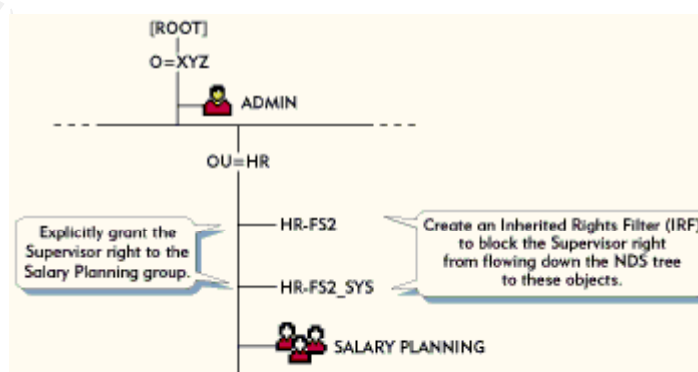 [ROOT]
O=XYZ
ADMIN
OU=HR
Explicitly grant the
Supervisor right to the
Salary Planning group.
HR-FS2
HR-FS2_SYS
Create an Inherited Rights Filter (IRF)
to block the Supervisor right
from flowing down the NDS tree
to these objects.
SALARY PLANNING